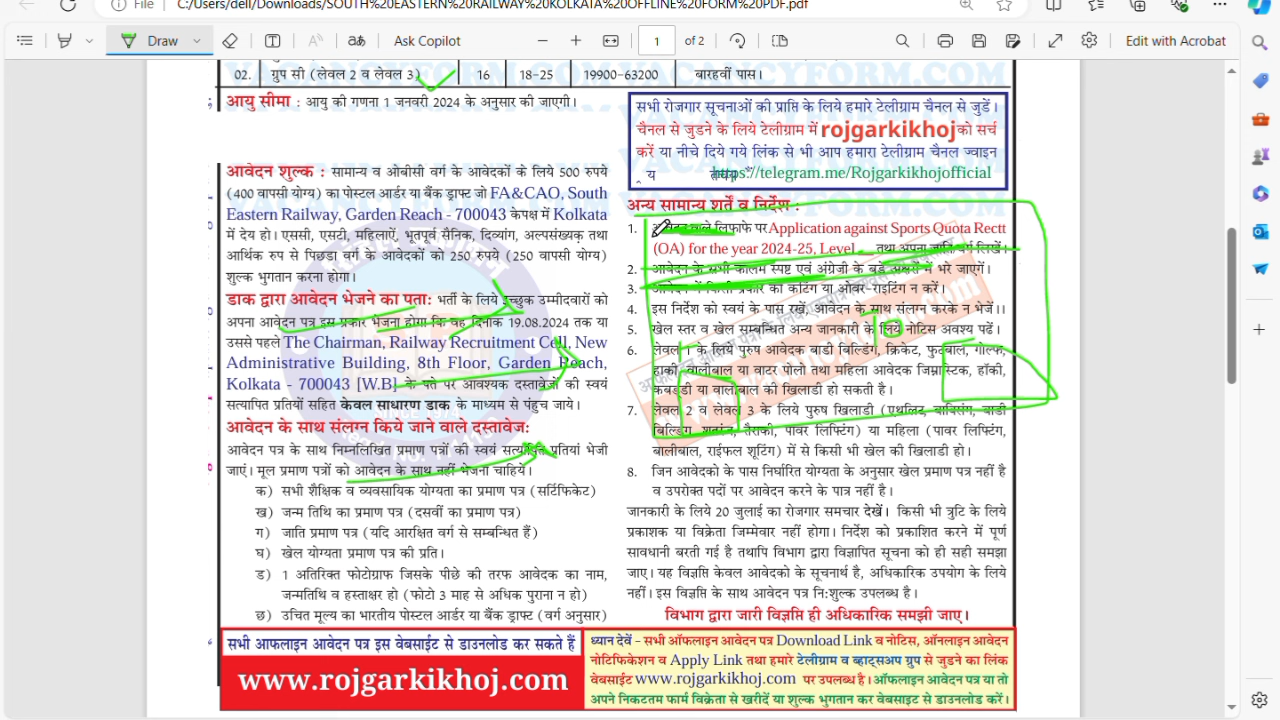 File C:/Users/dell/Downloads/SOUTH%20EASTERN%20RAILWAY%20KOLKATA%20OFFLINE%20FORM%20PDF.pdf
Draw Ask Copilot 1 of 2 Edit with Acrobat
02. ग्रुप सी (लेवल 2 व लेवल 3) 16 18-25 19900-63200 बारहवीं पास।
आयु सीमा : आयु की गणना 1 जनवरी 2024 के अनुसार की जाएगी।
आवेदन शुल्क : सामान्य व ओबीसी वर्ग के आवेदकों के लिये 500 रुपये
(400 वापसी योग्य) का पोस्टल आर्डर या बैंक ड्राफ्ट जो FA&CAO, South
Eastern Railway, Garden Reach - 700043 केपक्ष में Kolkata
में देय हो। एससी, एसटी, महिलाऐं, भूतपूर्व सैनिक, दिव्यांग, अल्पसंख्यक तथा
आर्थिक रुप से पिछडा वर्ग के आवेदकों को 250 रुपये (250 वापसी योग्य)
शुल्क भुगतान करना होगा।
डाक द्वारा आवेदन भेजने का पता: भर्ती के लिये इच्छुक उम्मीदवारों को
अपना आवेदन पत्र इस प्रकार भेजना होगा कि वह दिनांक 19.08.2024 तक या
उससे पहले The Chairman, Railway Recruitment Cell, New
Administrative Building, 8th Floor, Garden Reach,
Kolkata - 700043 [W.B] के पते पर आवश्यक दस्तावेजों की स्वयं
सत्यापित प्रतियों सहित केवल साधारण डाक के माध्यम से पंहुच जाये।
आवेदन के साथ संलग्न किये जाने वाले दस्तावेज:
आवेदन पत्र के साथ निम्नलिखित प्रमाण पत्रों की स्वयं सत्यापित प्रतियां भेजी
जाएं। मूल प्रमाण पत्रों को आवेदन के साथ नहीं भेजना चाहिये।
क) सभी शैक्षिक व व्यवसायिक योग्यता का प्रमाण पत्र (सर्टिफिकेट)
ख) जन्म तिथि का प्रमाण पत्र (दसवीं का प्रमाण पत्र)
ग) जाति प्रमाण पत्र (यदि आरक्षित वर्ग से सम्बन्धित हैं)
घ) खेल योग्यता प्रमाण पत्र की प्रति।
ड) 1 अतिरिक्त फोटोग्राफ जिसके पीछे की तरफ आवेदक का नाम,
जन्मतिथि व हस्ताक्षर हो (फोटो 3 माह से अधिक पुराना न हो)
छ) उचित मूल्य का भारतीय पोस्टल आर्डर या बैंक ड्राफ्ट (वर्ग अनुसार)
सभी आफलाइन आवेदन पत्र इस वेबसाईट से डाउनलोड कर सकते हैं
www.rojgarkikhoj.com
सभी रोजगार सूचनाओं की प्राप्ति के लिये हमारे टेलीग्राम चैनल से जुडें।
चैनल से जुडने के लिये टेलीग्राम में rojgarkikhoj को सर्च
करें या नीचे दिये गये लिंक से भी आप हमारा टेलीग्राम चैनल ज्वाइन
https://telegram.me/Rojgarkikhojofficial
अन्य सामान्य शर्तें व निर्देश :
1. वाले लिफाफे पर Application against Sports Quota Rectt
(OA) for the year 2024-25, Level _ तथा अपना जाति वर्ग लिखें।
2. आवेदन के सभी कालम स्पष्ट एवं अंग्रेजी के बड़े अक्षरों में भरे जाएगें।
3. आवेदन में किसी प्रकार की कटिंग या ओवर-राइटिंग न करें।
4. इस निर्देश को स्वयं के पास रखें, आवेदन के साथ संलग्न करके न भेजें।।
5. खेल स्तर व खेल सम्बन्धित अन्य जानकारी के लिये नोटिस अवश्य पढें।
6. लेवल 1 के लिये पुरुष आवेदक बाडी बिल्डिंग, क्रिकेट, फुटबाल, गोल्फ,
हाकी, वालीबाल या वाटर पोलो तथा महिला आवेदक जिम्नास्टिक, हॉकी,
कबड्डी या वालीबाल की खिलाडी हो सकती है।
7. लेवल 2 व लेवल 3 के लिये पुरुष खिलाडी (एथलिट, बाक्सिंग, बाडी
बिल्डिंग, शतरंज, तैराकी, पावर लिफ्टिंग) या महिला (पावर लिफ्टिंग,
बालीबाल, राईफल शूटिंग) में से किसी भी खेल की खिलाडी हो।
8. जिन आवेदको के पास निर्घारित योग्यता के अनुसार खेल प्रमाण पत्र नहीं है
व उपरोक्त पदों पर आवेदन करने के पात्र नहीं है।
जानकारी के लिये 20 जुलाई का रोजगार समचार देखें। किसी भी त्रुटि के लिये
प्रकाशक या विक्रेता जिम्मेवार नहीं होगा। निर्देश को प्रकाशित करने में पूर्ण
सावधानी बरती गई है तथापि विभाग द्वारा विज्ञापित सूचना को ही सही समझा
जाए। यह विज्ञप्ति केवल आवेदको के सूचनार्थ है, अधिकारिक उपयोग के लिये
नहीं। इस विज्ञप्ति के साथ आवेदन पत्र नि:शुल्क उपलब्ध है।
विभाग द्वारा जारी विज्ञप्ति ही अधिकारिक समझी जाए।
ध्यान देवें – सभी ऑफलाइन आवेदन पत्र Download Link व नोटिस, ऑनलाइन आवेदन
नोटिफिकेशन व Apply Link तथा हमारे टेलीग्राम व व्हाट्सअप ग्रुप से जुडने का लिंक
वेबसाईट www.rojgarkikhoj.com पर उपलब्ध है। ऑफलाइन आवेदन पत्र या तो
अपने निकटतम फार्म विक्रेता से खरीदें या शुल्क भुगतान कर वेबसाइट से डाउनलोड करें।